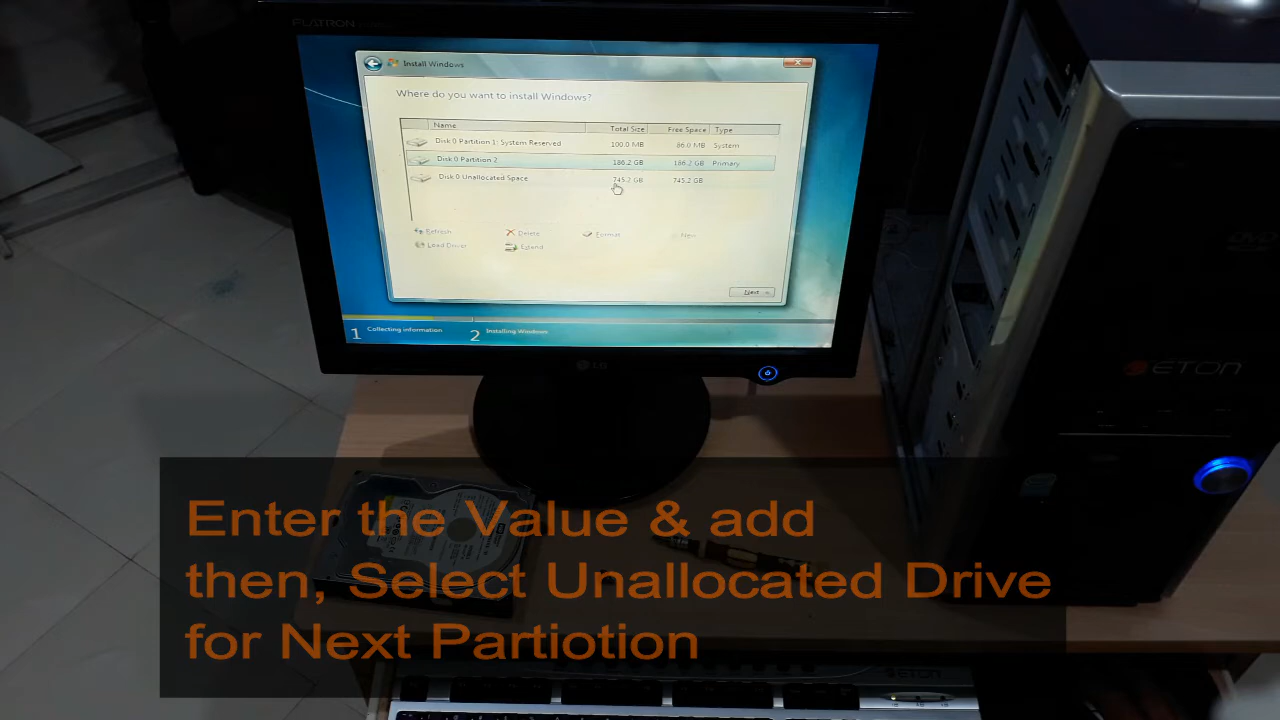 FLATRON
Install Windows
Where do you want to install Windows?
Name Total Size Free Space Type
Disk 0 Partition 1: System Reserved 100.0 MB 86.0 MB System
Disk 0 Partition 2 186.2 GB 186.2 GB Primary
Disk 0 Unallocated Space 745.2 GB 745.2 GB
Refresh Delete Format New
Load Driver Extend
Next
1 Collecting information 2 Installing Windows
LG
ETON
Enter the Value & add
then, Select Unallocated Drive
for Next Partiotion
ETON